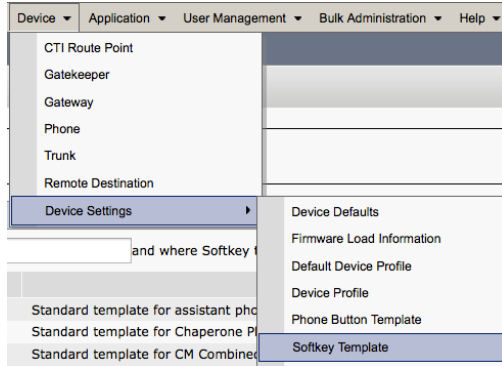 Device Application User Management Bulk Administration Help
CTI Route Point
Gatekeeper
Gateway
Phone
Trunk
Remote Destination
Device Settings
Device Defaults
Firmware Load Information
and where Softkey
Default Device Profile
Device Profile
Standard template for assistant
Phone Button Template
Standard template for Chaperone
Softkey Template
Standard template for CM Combined